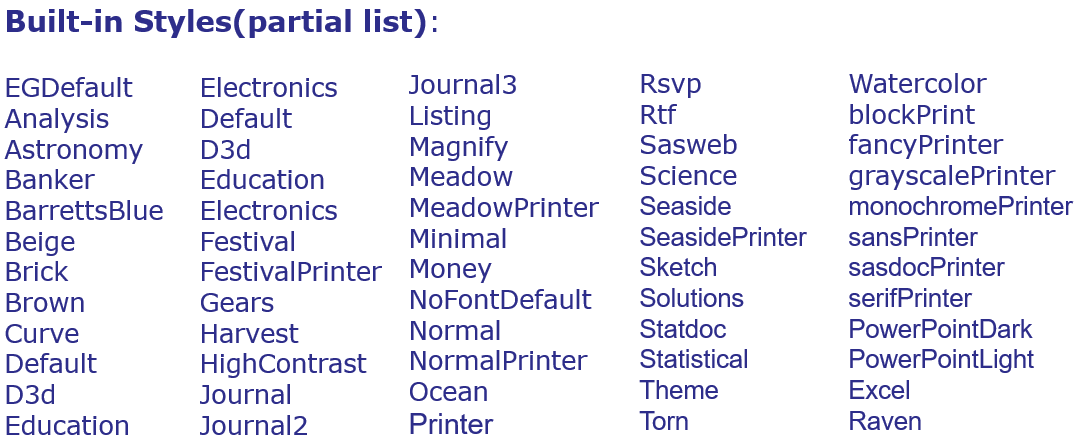 Built-in Styles(partial list):
EGDefault
Analysis
Astronomy
Banker
BarrettsBlue
Beige
Brick
Brown
Curve
Default
D3d
Education
Electronics
Default
D3d
Education
Electronics
Festival
FestivalPrinter
Gears
Harvest
HighContrast
Journal
Journal2
Journal3
Listing
Magnify
Meadow
MeadowPrinter
Minimal
Money
NoFontDefault
Normal
NormalPrinter
Ocean
Printer
Rsvp
Rtf
Sasweb
Science
Seaside
SeasidePrinter
Sketch
Solutions
Statdoc
Statistical
Theme
Torn
Watercolor
blockPrint
fancyPrinter
grayscalePrinter
monochromePrinter
sansPrinter
sasdocPrinter
serifPrinter
PowerPointDark
PowerPointLight
Excel
Raven